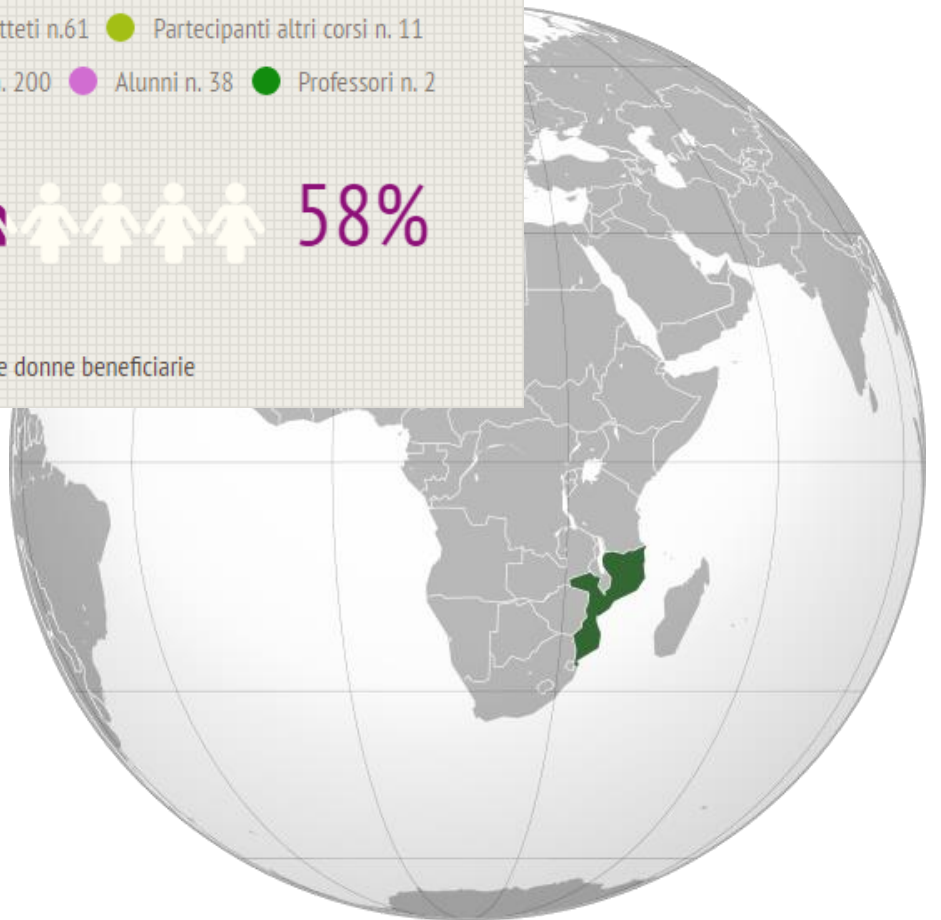 tteti n.61 Partecipanti altri corsi n. 11
. 200 Alunni n. 38 Professori n. 2
58%
e donne beneficiarie